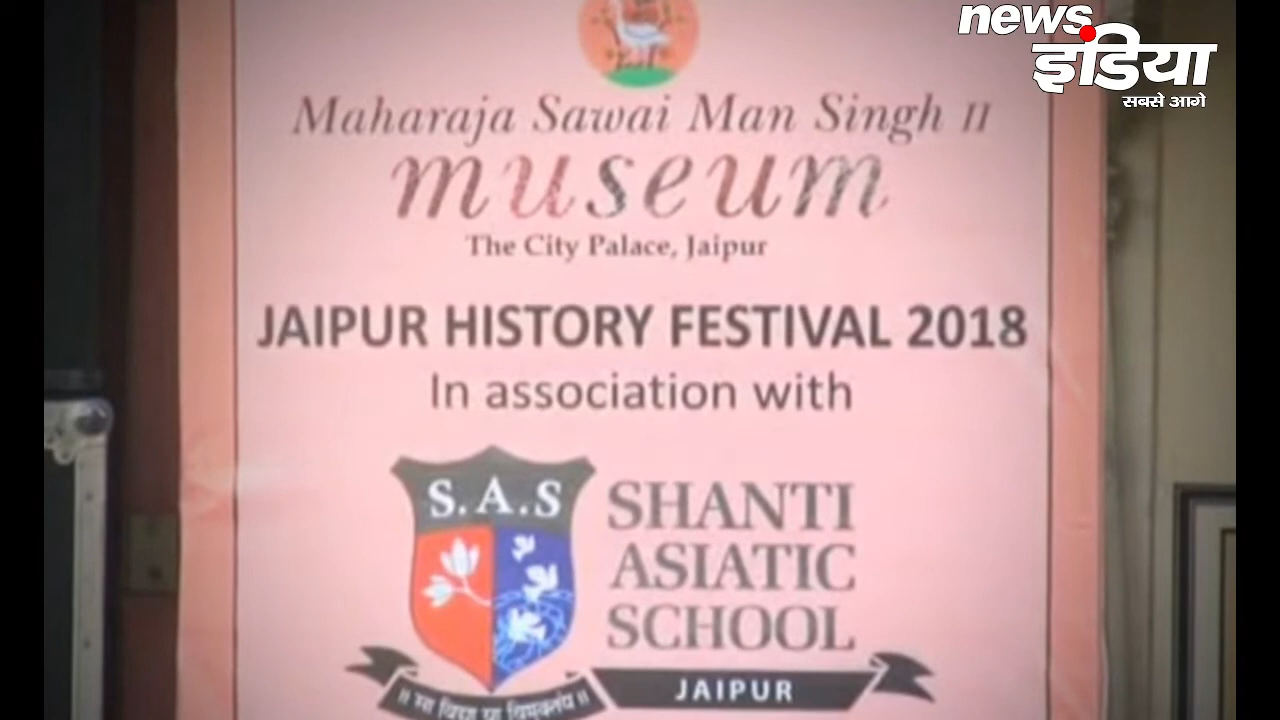 news
इंडिया
सबसे आगे
Maharaja Sawai Man Singh II
museum
The City Palace, Jaipur
JAIPUR HISTORY FESTIVAL 2018
In association with
S.A.S
SHANTI
ASIATIC
SCHOOL
JAIPUR
॥ सा विद्या या विमुक्तये ॥